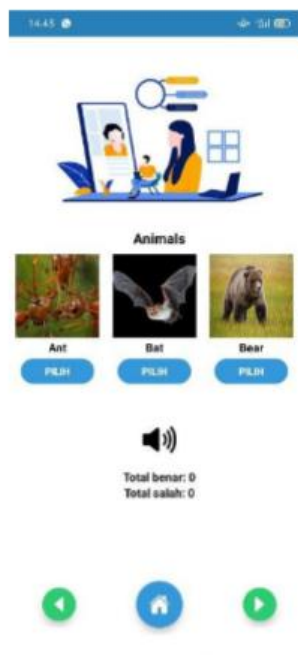 14.45
Animals
Ant Bat Bear
PILIH PILIH PILIH
Total benar: 0
Total salah: 0